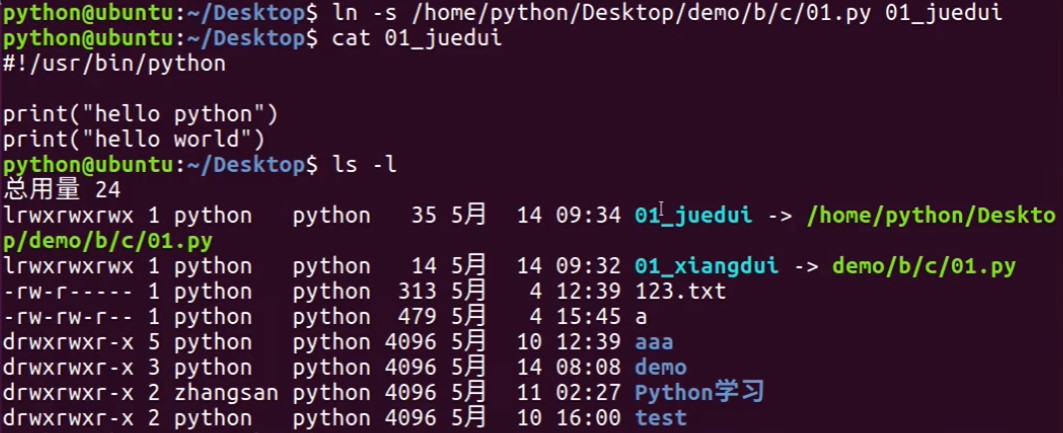 python@ubuntu:~/Desktop$ ln -s /home/python/Desktop/demo/b/c/01.py 01_juedui
python@ubuntu:~/Desktop$ cat 01_juedui
#!/usr/bin/python

print("hello python")
print("hello world")
python@ubuntu:~/Desktop$ ls -l
总用量 24
lrwxrwxrwx 1 python   python   35 5月  14 09:34 01_juedui -> /home/python/Deskto
p/demo/b/c/01.py
lrwxrwxrwx 1 python   python   14 5月  14 09:32 01_xiangdui -> demo/b/c/01.py
-rw-r----- 1 python   python  313 5月   4 12:39 123.txt
-rw-rw-r-- 1 python   python  479 5月   4 15:45 a
drwxrwxr-x 5 python   python 4096 5月  10 12:39 aaa
drwxrwxr-x 3 python   python 4096 5月  14 08:08 demo
drwxrwxr-x 2 zhangsan python 4096 5月  11 02:27 Python学习
drwxrwxr-x 2 python   python 4096 5月  10 16:00 test